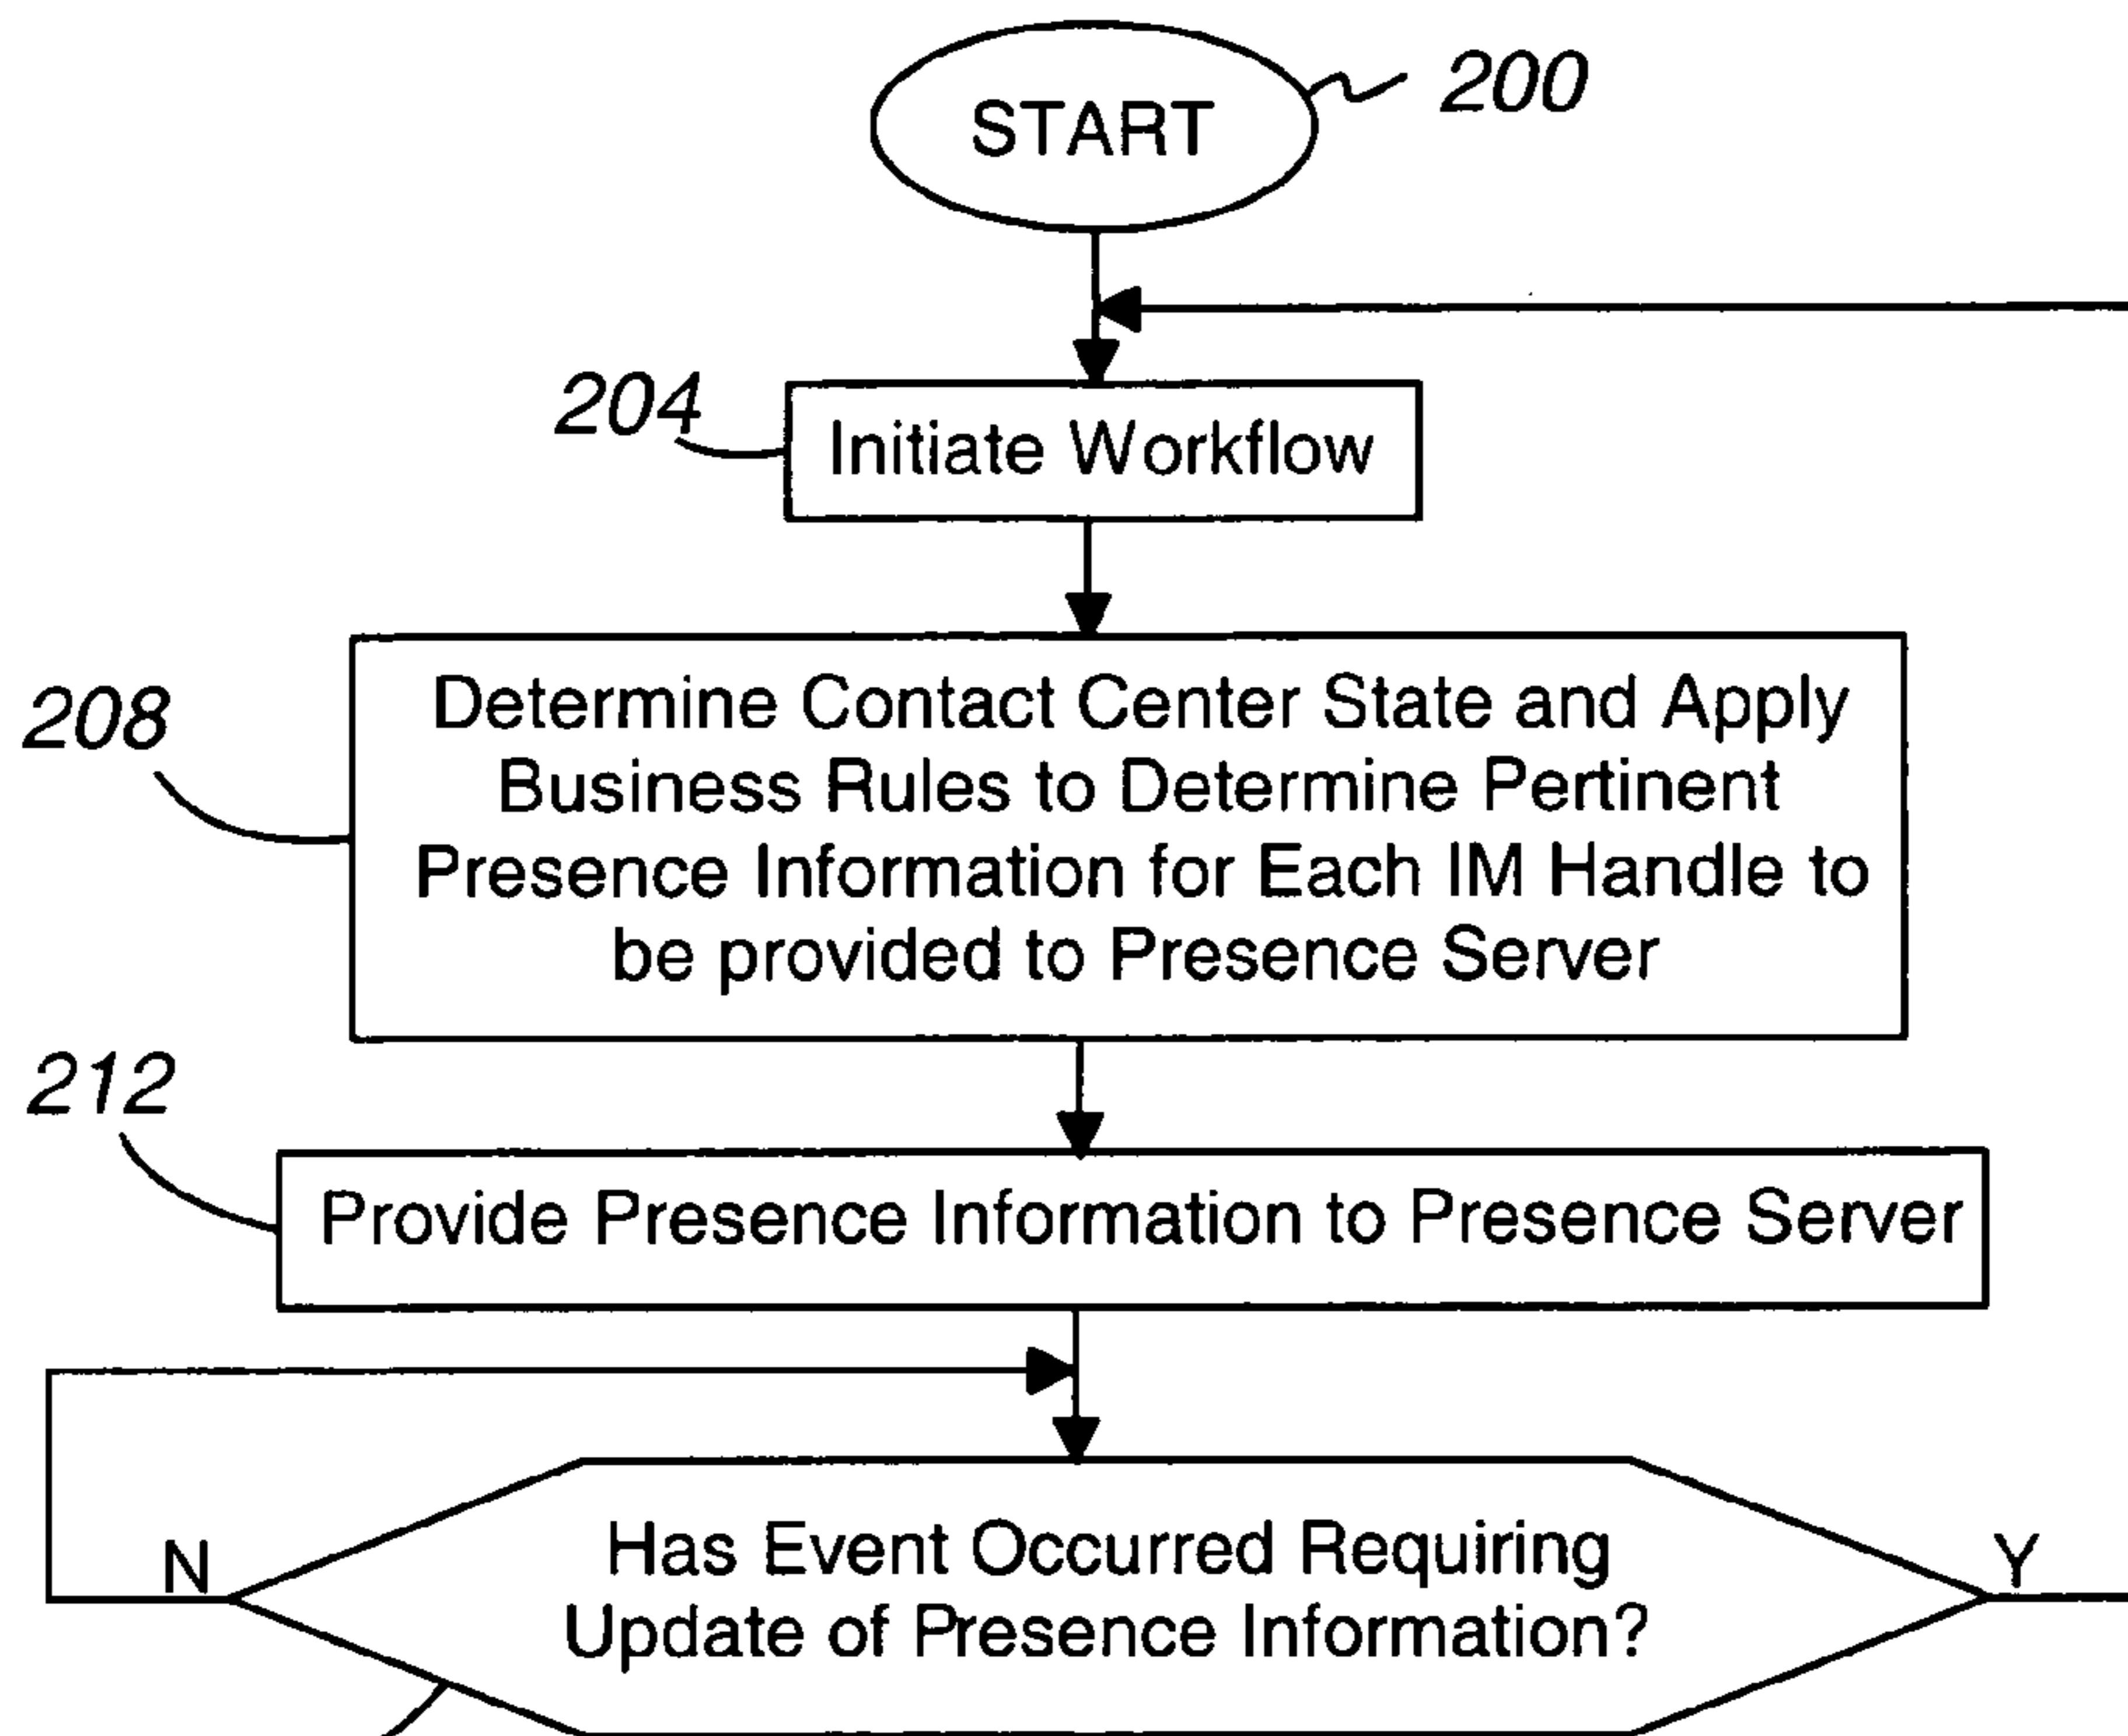 START
200
204
Initiate Workflow
208
Determine Contact Center State and Apply
Business Rules to Determine Pertinent
Presence Information for Each IM Handle to
be provided to Presence Server
212
Provide Presence Information to Presence Server
N
Has Event Occurred Requiring
Update of Presence Information?
Y